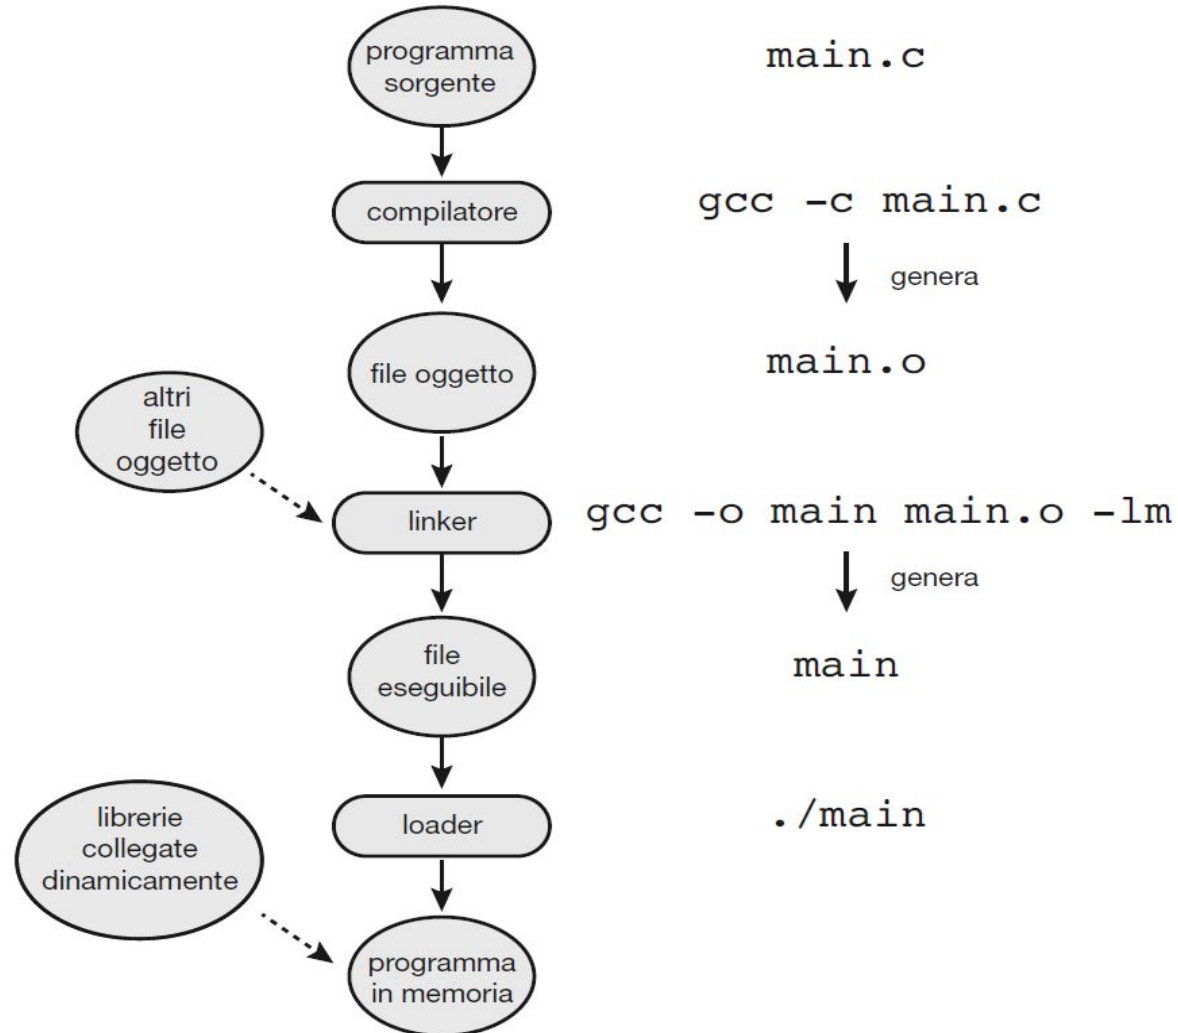 programma
sorgente
main.c
compilatore
gcc -c main.c
genera
file oggetto
main.o
altri
file
oggetto
linker
gcc -o main main.o -lm
genera
file
eseguibile
main
librerie
collegate
dinamicamente
loader
./main
programma
in memoria